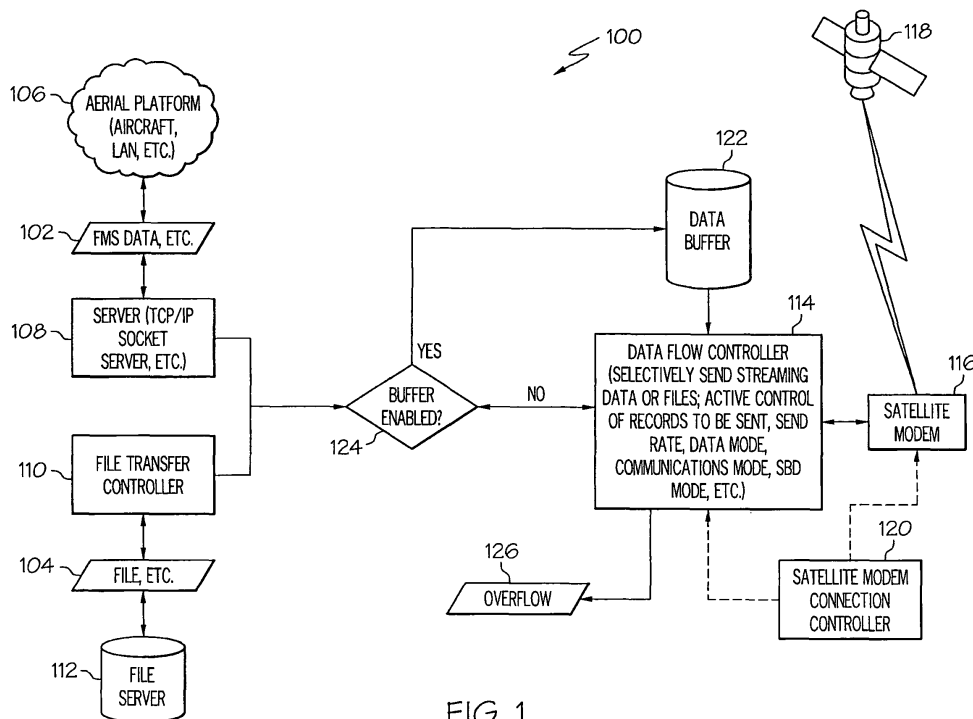 100
118
106
AERIAL PLATFORM
(AIRCRAFT,
LAN, ETC.)
122
DATA
BUFFER
102
FMS DATA, ETC.
108
SERVER (TCP/IP
SOCKET
SERVER, ETC.)
YES
BUFFER
ENABLED?
124
NO
114
DATA FLOW CONTROLLER
(SELECTIVELY SEND STREAMING
DATA OR FILES; ACTIVE CONTROL
OF RECORDS TO BE SENT, SEND
RATE, DATA MODE,
COMMUNICATIONS MODE, SBD
MODE, ETC.)
116
SATELLITE
MODEM
110
FILE TRANSFER
CONTROLLER
104
FILE, ETC.
126
OVERFLOW
120
SATELLITE MODEM
CONNECTION
CONTROLLER
112
FILE
SERVER
FIG. 1